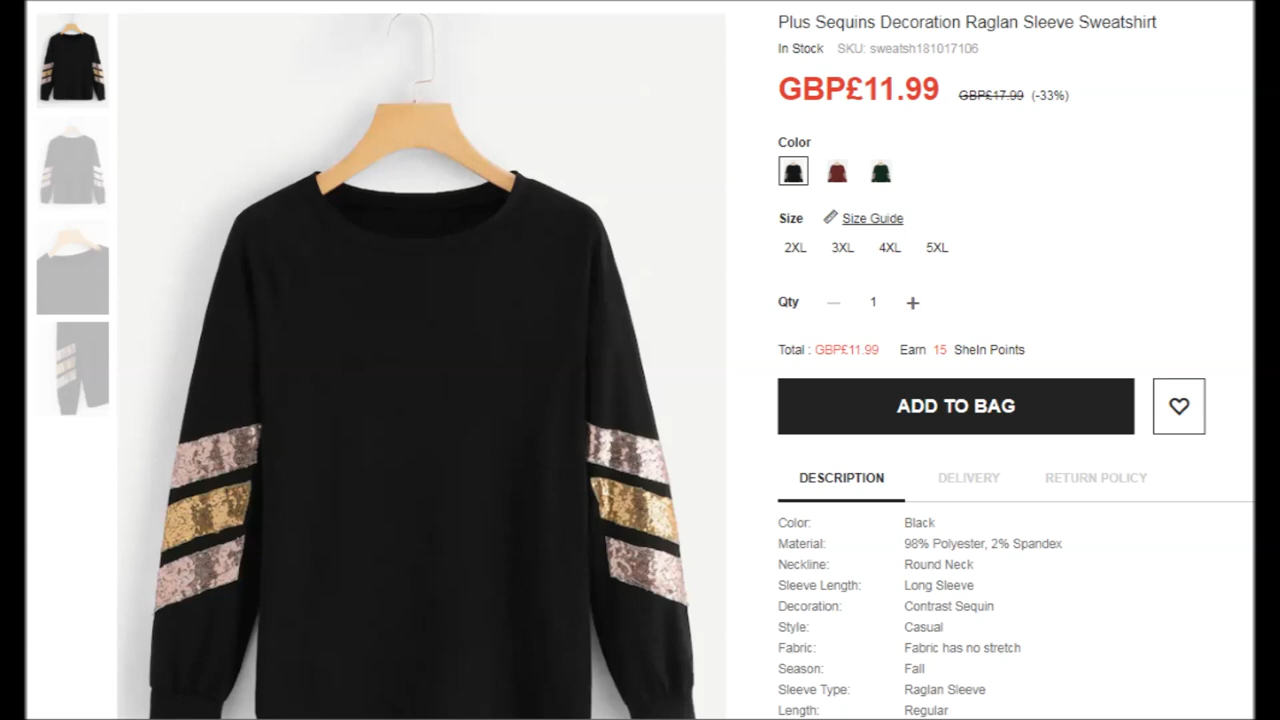 Plus Sequins Decoration Raglan Sleeve Sweatshirt
In Stock SKU: sweatsh181017106
GBP£11.99 GBP£17.99 (-33%)
Color
Size Size Guide
2XL 3XL 4XL 5XL
Qty — 1 +
Total : GBP£11.99 Earn 15 SheIn Points
ADD TO BAG
DESCRIPTION DELIVERY RETURN POLICY
Color: Black
Material: 98% Polyester, 2% Spandex
Neckline: Round Neck
Sleeve Length: Long Sleeve
Decoration: Contrast Sequin
Style: Casual
Fabric: Fabric has no stretch
Season: Fall
Sleeve Type: Raglan Sleeve
Length: Regular